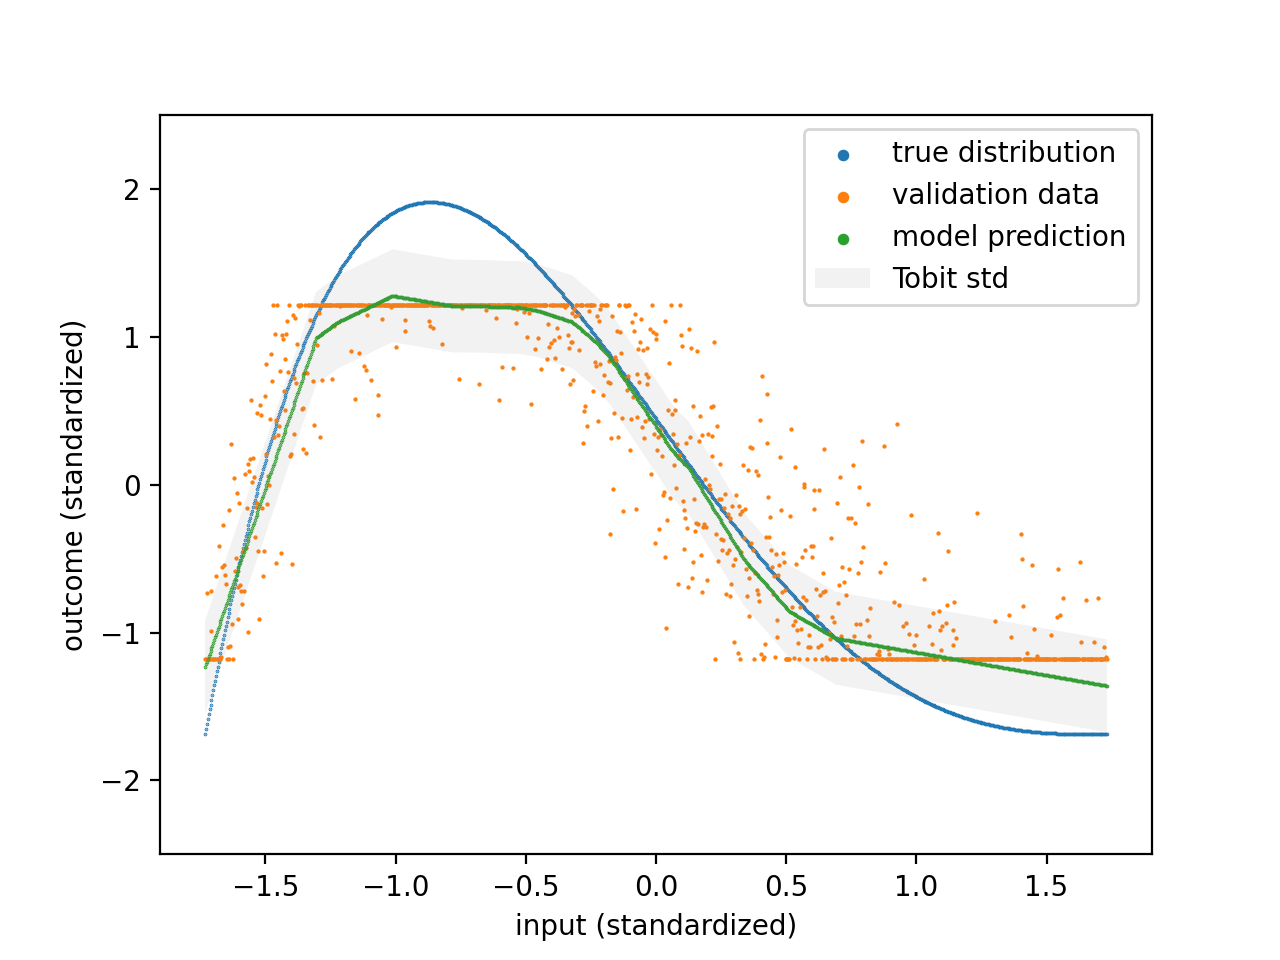 true distribution
validation data
model prediction
Tobit std
2
1
0
−1
−2
outcome (standardized)
−1.5 −1.0 −0.5 0.0 0.5 1.0 1.5
input (standardized)